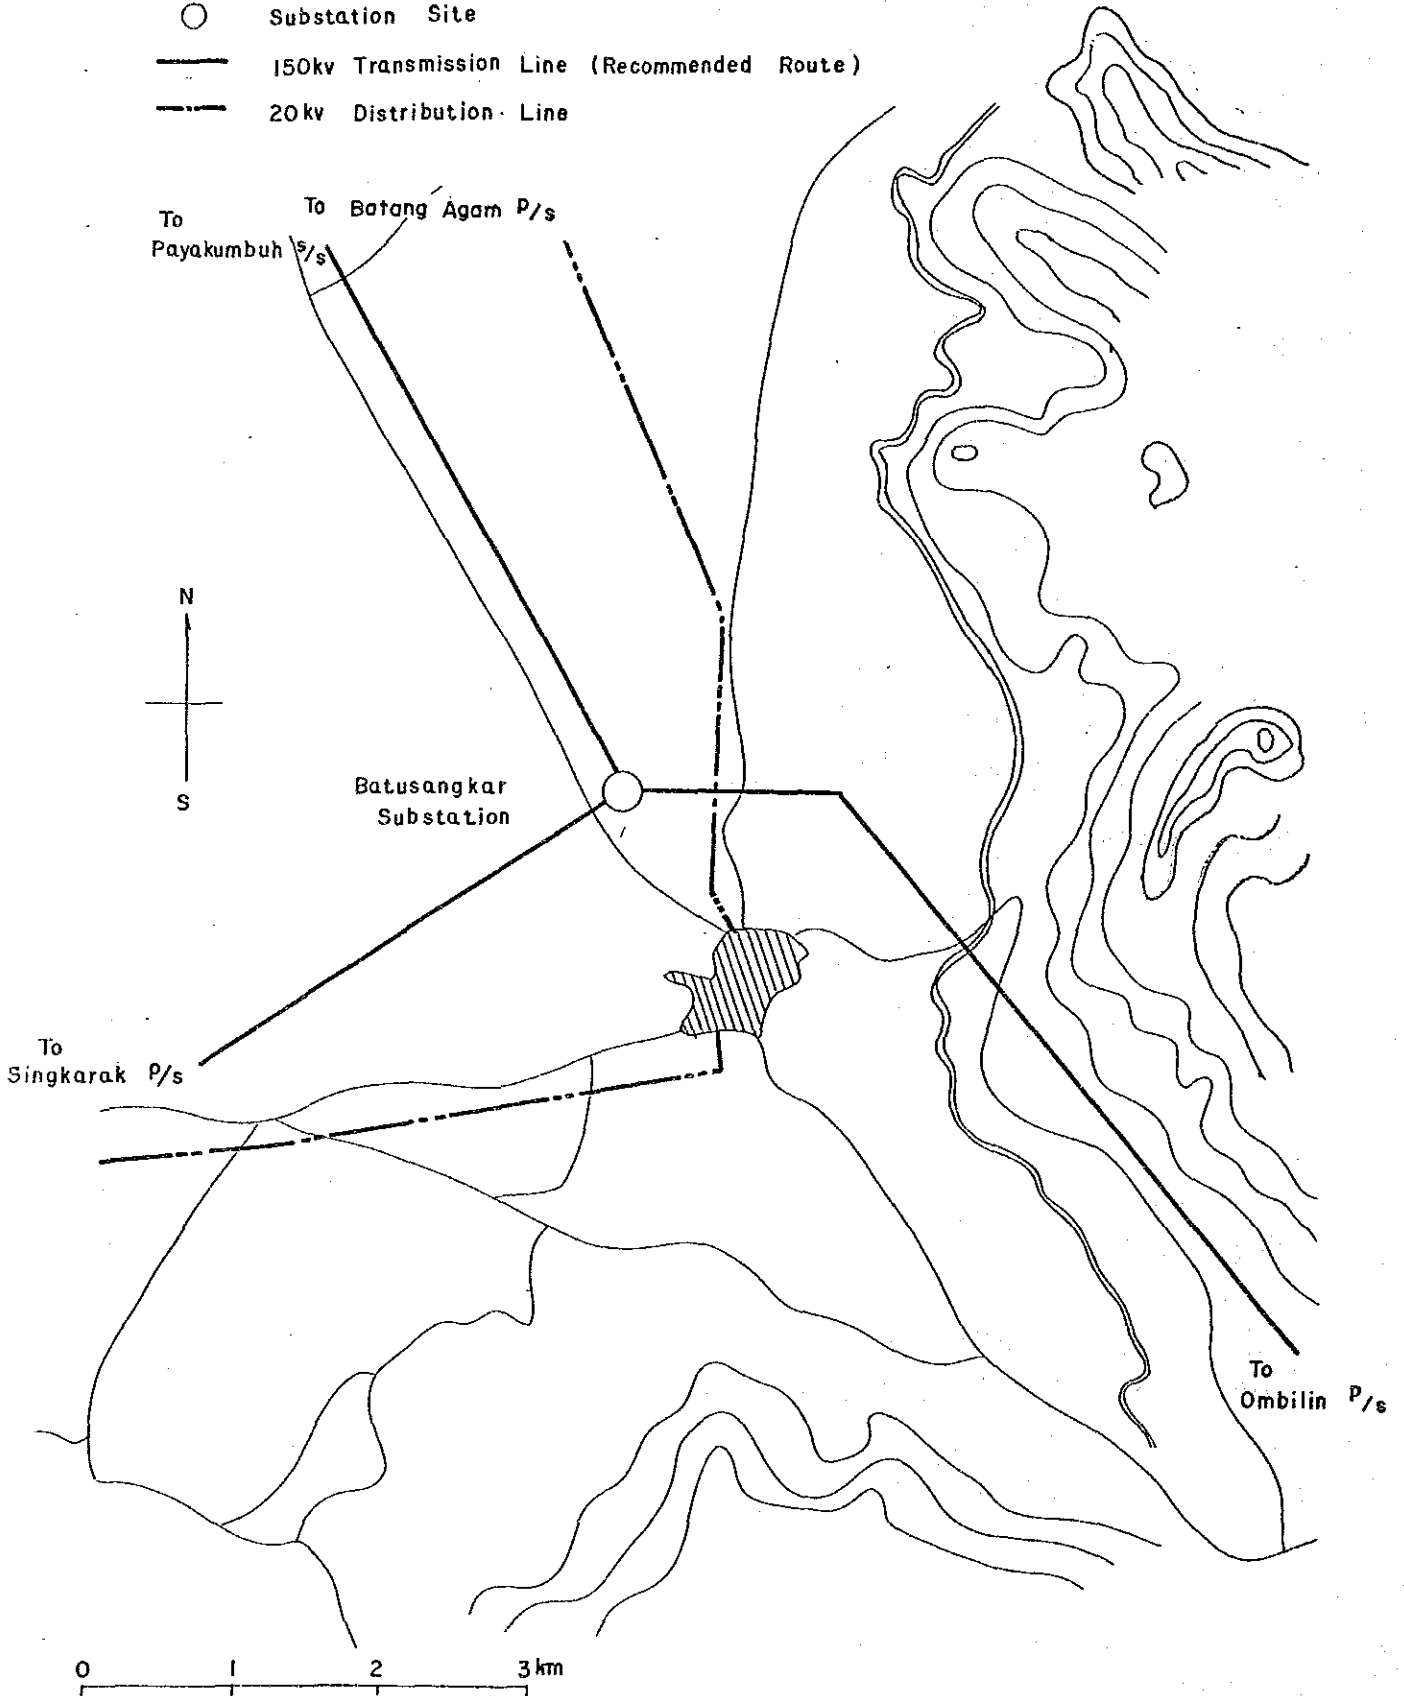 Substation Site
150kv Transmission Line (Recommended Route)
20kv Distribution Line
To Batang Agam P/s
To
Payakumbuh S/s
N
S
Batusangkar
Substation
To
Singkarak P/s
To
Ombilin P/s
0 1 2 3 km